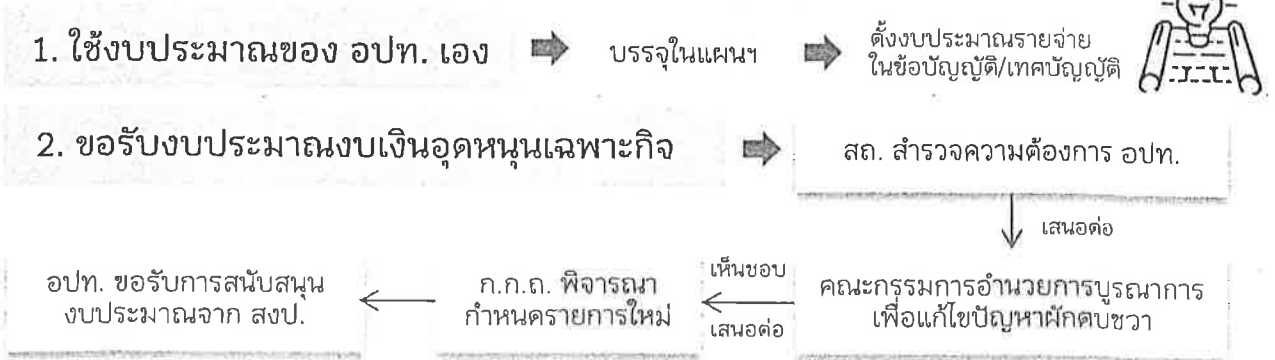 1. ใช้งบประมาณของ อปท. เอง
บรรจุในแผนฯ
ตั้งงบประมาณรายจ่าย
ในข้อบัญญัติ/เทศบัญญัติ
2. ขอรับงบประมาณงบเงินอุดหนุนเฉพาะกิจ
สถ. สำรวจความต้องการ อปท.
เสนอต่อ
คณะกรรมการอำนวยการบูรณาการ
เพื่อแก้ไขปัญหาผักตบชวา
เห็นชอบ
เสนอต่อ
ก.ก.ถ. พิจารณา
กำหนดรายการใหม่
อปท. ขอรับการสนับสนุน
งบประมาณจาก สงป.